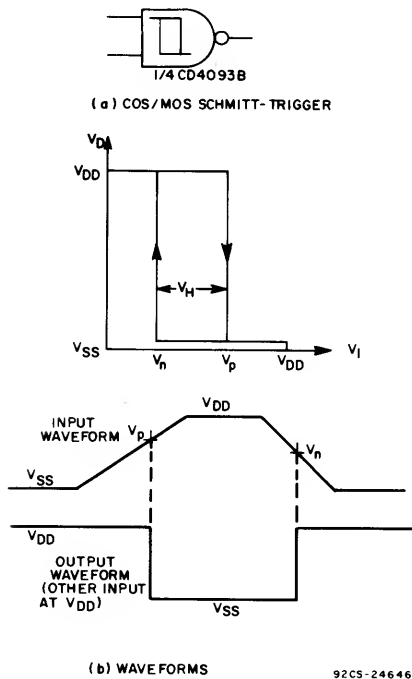 1/4 CD4093B
(a) COS/MOS SCHMITT-TRIGGER
VD
VDD
VH
VSS
Vn
Vp
VDD
VI
VDD
INPUT
WAVEFORM
Vp
Vn
VSS
VDD
OUTPUT
WAVEFORM
(OTHER INPUT
AT VDD)
VSS
(b) WAVEFORMS
92CS-24646